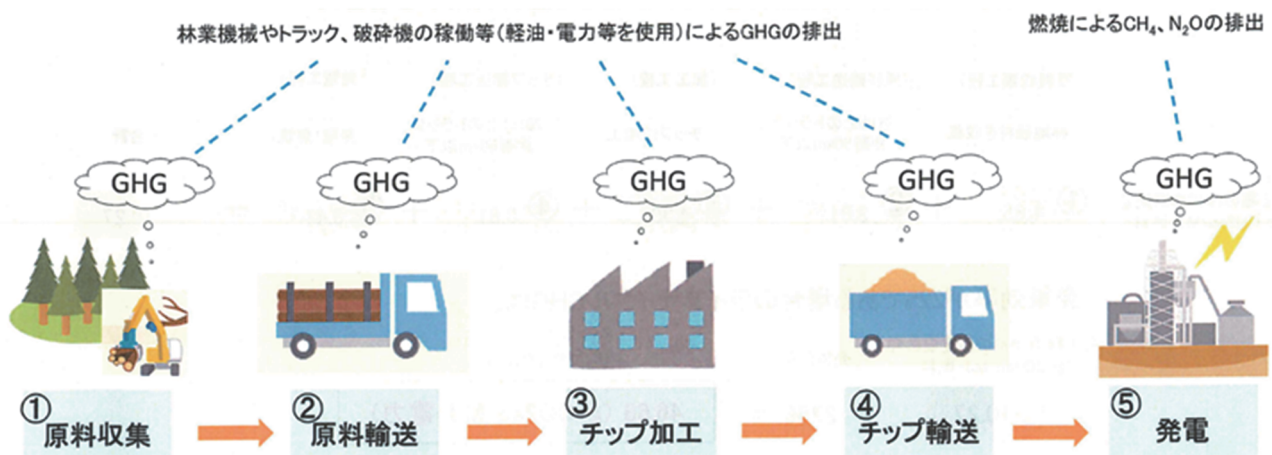 林業機械やトラック、破砕機の稼働等(軽油・電力等を使用)によるGHGの排出
燃焼によるCH₄、N₂Oの排出
GHG
GHG
GHG
GHG
GHG
①
原料収集
②
原料輸送
③
チップ加工
④
チップ輸送
⑤
発電